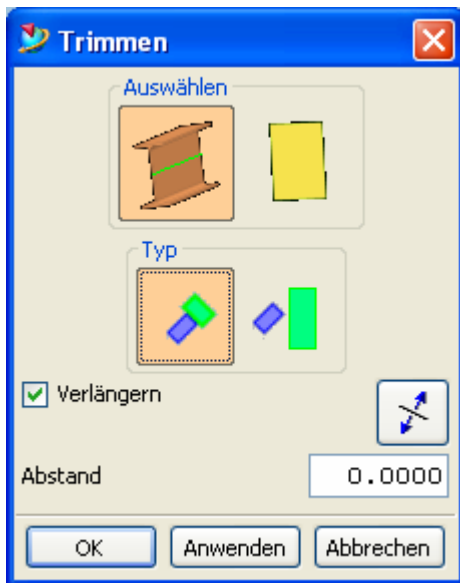 Trimmen
Auswählen
Typ
Verlängern
Abstand 0.0000
OK Anwenden Abbrechen